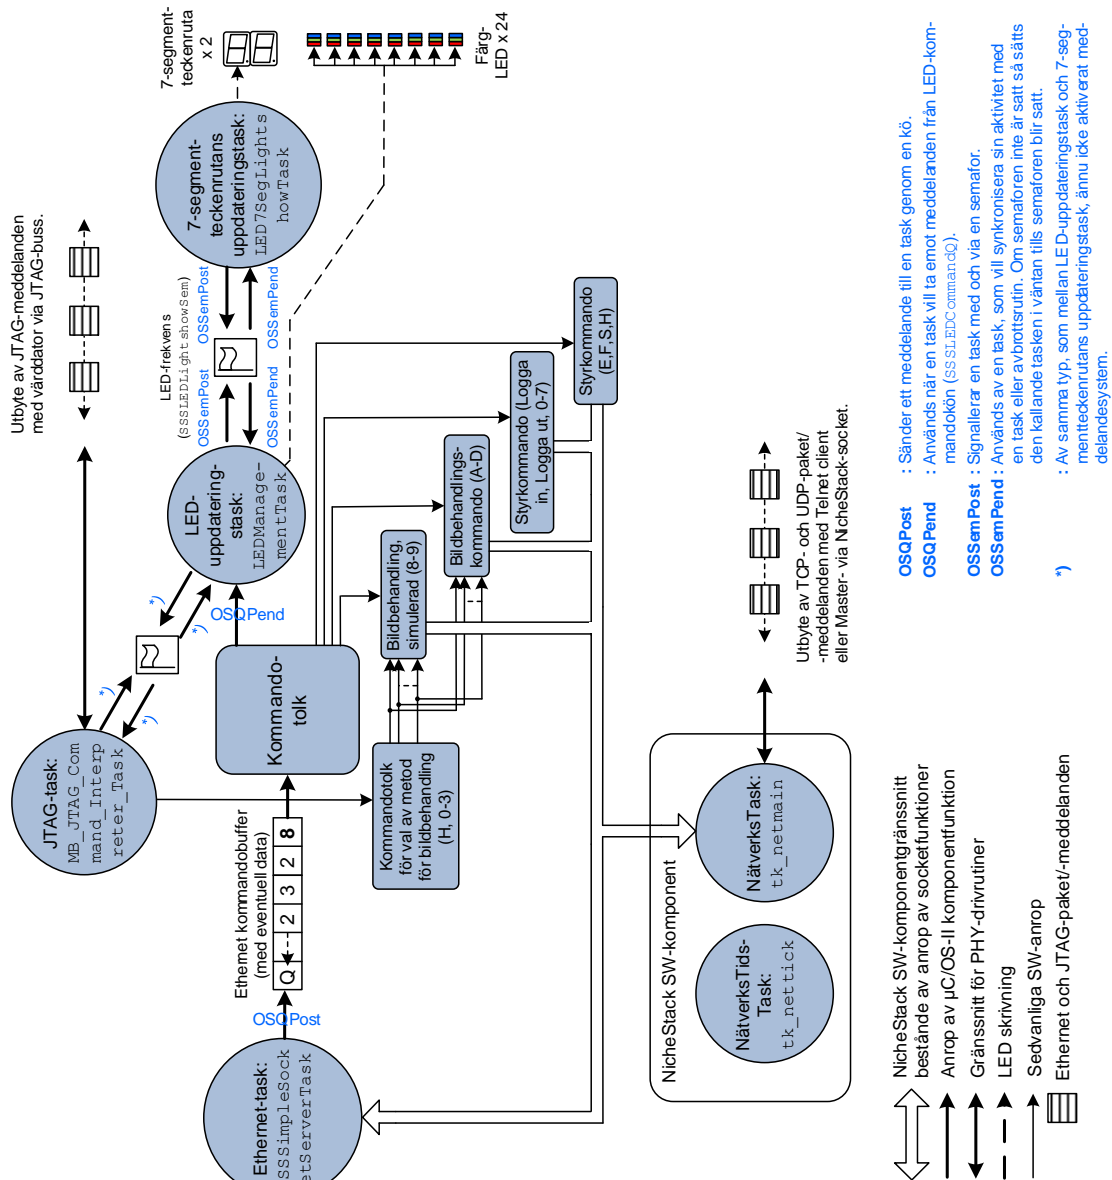 Utbyte av JTAG-meddelanden
med värddator via JTAG-buss.
7-segment-
teckenruta
x 2
Färg-
LED x 24
7-segment-
teckenrutans
uppdateringstask:
LED7SegLights
howTask
LED-frekvens
(SSSLEDLightshowSem)
OSSemPost
OSSemPost
OSSemPend
OSSemPend
LED-
uppdatering-
stask:
LEDManage-
mentTask
*)
*)
*)
*)
JTAG-task:
MB_JTAG_Com
mand_Interp
reter_Task
OSQPend
Kommando-
tolk
Ethernet kommandobuffer
(med eventuell data)
Q
2
3
2
8
OSQPost
Ethernet-task:
SSSimpleSock
etServerTask
Kommandotolk
för val av metod
för bildbehandling
(H, 0-3)
Bildbehandling,
simulerad (8-9)
Bildbehandlings-
kommando (A-D)
Styrkommando (Logga
in, Logga ut, 0-7)
Styrkommando
(E,F,S,H)
NicheStack SW-komponent
NätverksTids-
Task:
tk_nettick
NätverksTask:
tk_netmain
Utbyte av TCP- och UDP-paket/
-meddelanden med Telnet client
eller Master- via NicheStack-socket.
NicheStack SW-komponentgränssnitt
bestånde av anrop av socketfunktioner
Anrop av µC/OS-II komponentfunktion
Gränssnitt för PHY-drivrutiner
LED skrivning
Sedvanliga SW-anrop
Ethernet och JTAG-paket/-meddelanden
OSQPost : Sänder ett meddelande till en task genom en kö.
OSQPend : Används när en task vill ta emot meddelanden från LED-kom-
mandokön (SSSLEDCommandQ).
OSSemPost : Signallerar en task med och via en semafor.
OSSemPend : Används av en task, som vill synkronisera sin aktivitet med
en task eller avbrottsrutin. Om semaforen inte är satt så sätts
den kallande tasken i väntan tills semaforen blir satt.
*) : Av samma typ, som mellan LED-uppdateringstask och 7-seg-
mentteckenrutans uppdateringstask, ännu icke aktiverat med-
delandesystem.